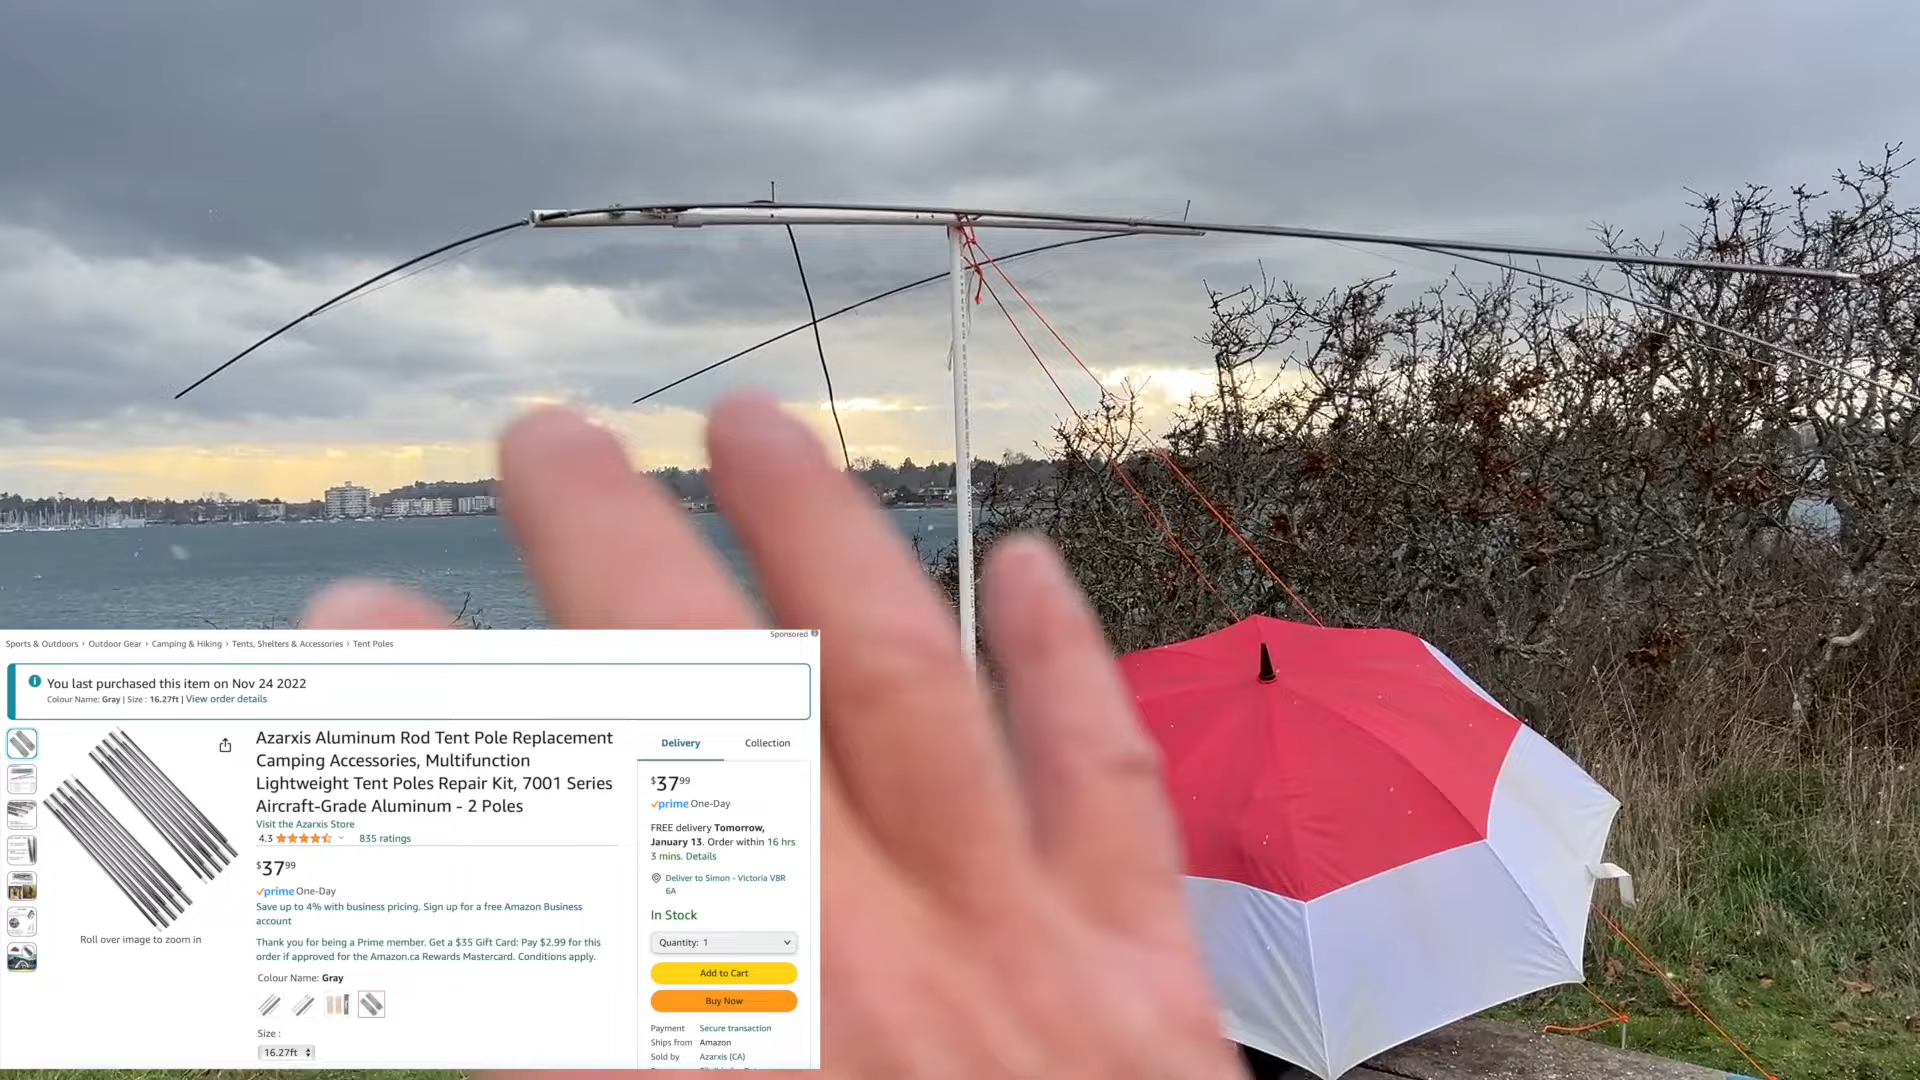 Sponsored
Sports & Outdoors › Outdoor Gear › Camping & Hiking › Tents, Shelters & Accessories › Tent Poles
You last purchased this item on Nov 24 2022
Colour Name: Gray | Size : 16.27ft | View order details
Azarxis Aluminum Rod Tent Pole Replacement
Camping Accessories, Multifunction
Lightweight Tent Poles Repair Kit, 7001 Series
Aircraft-Grade Aluminum - 2 Poles
Visit the Azarxis Store
4.3 835 ratings
$3799
prime One-Day
Save up to 4% with business pricing. Sign up for a free Amazon Business
account
Thank you for being a Prime member. Get a $35 Gift Card: Pay $2.99 for this
order if approved for the Amazon.ca Rewards Mastercard. Conditions apply.
Colour Name: Gray
Size :
16.27ft
Roll over image to zoom in
Delivery Collection
$3799
prime One-Day
FREE delivery Tomorrow,
January 13. Order within 16 hrs
3 mins. Details
Deliver to Simon - Victoria V8R
6A
In Stock
Quantity: 1
Add to Cart
Buy Now
Payment Secure transaction
Ships from Amazon
Sold by Azarxis (CA)